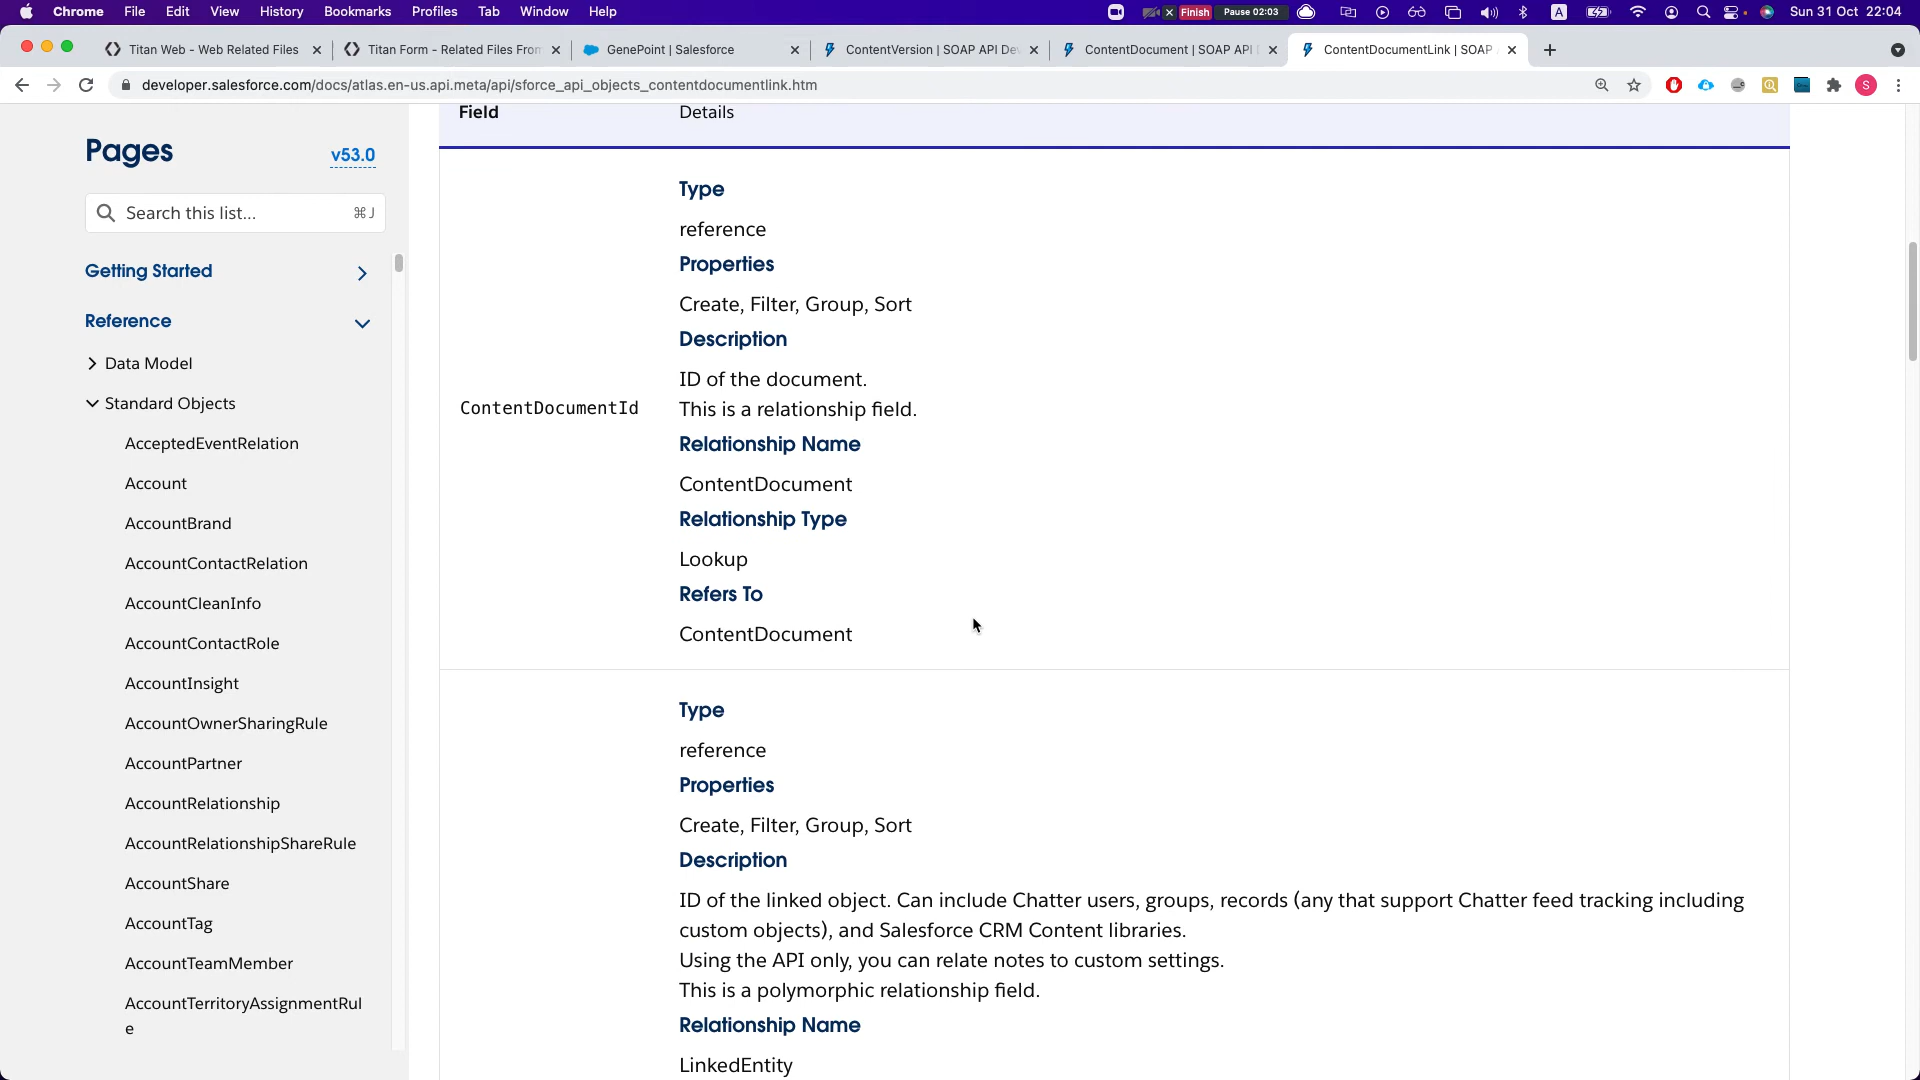 Chrome File Edit View History Bookmarks Profiles Tab Window Help Finish Pause 02:03 A Sun 31 Oct 22:04
Titan Web - Web Related Files
Titan Form - Related Files Fron
GenePoint | Salesforce
ContentVersion | SOAP API De
ContentDocument | SOAP API
ContentDocumentLink | SOAP
developer.salesforce.com/docs/atlas.en-us.api.meta/api/sforce_api_objects_contentdocumentlink.htm
S
Pages
v53.0
Search this list...
⌘J
Getting Started
Reference
Data Model
Standard Objects
AcceptedEventRelation
Account
AccountBrand
AccountContactRelation
AccountCleanInfo
AccountContactRole
AccountInsight
AccountOwnerSharingRule
AccountPartner
AccountRelationship
AccountRelationshipShareRule
AccountShare
AccountTag
AccountTeamMember
AccountTerritoryAssignmentRul
e
Field
Details
ContentDocumentId
Type
reference
Properties
Create, Filter, Group, Sort
Description
ID of the document.
This is a relationship field.
Relationship Name
ContentDocument
Relationship Type
Lookup
Refers To
ContentDocument
Type
reference
Properties
Create, Filter, Group, Sort
Description
ID of the linked object. Can include Chatter users, groups, records (any that support Chatter feed tracking including
custom objects), and Salesforce CRM Content libraries.
Using the API only, you can relate notes to custom settings.
This is a polymorphic relationship field.
Relationship Name
LinkedEntity